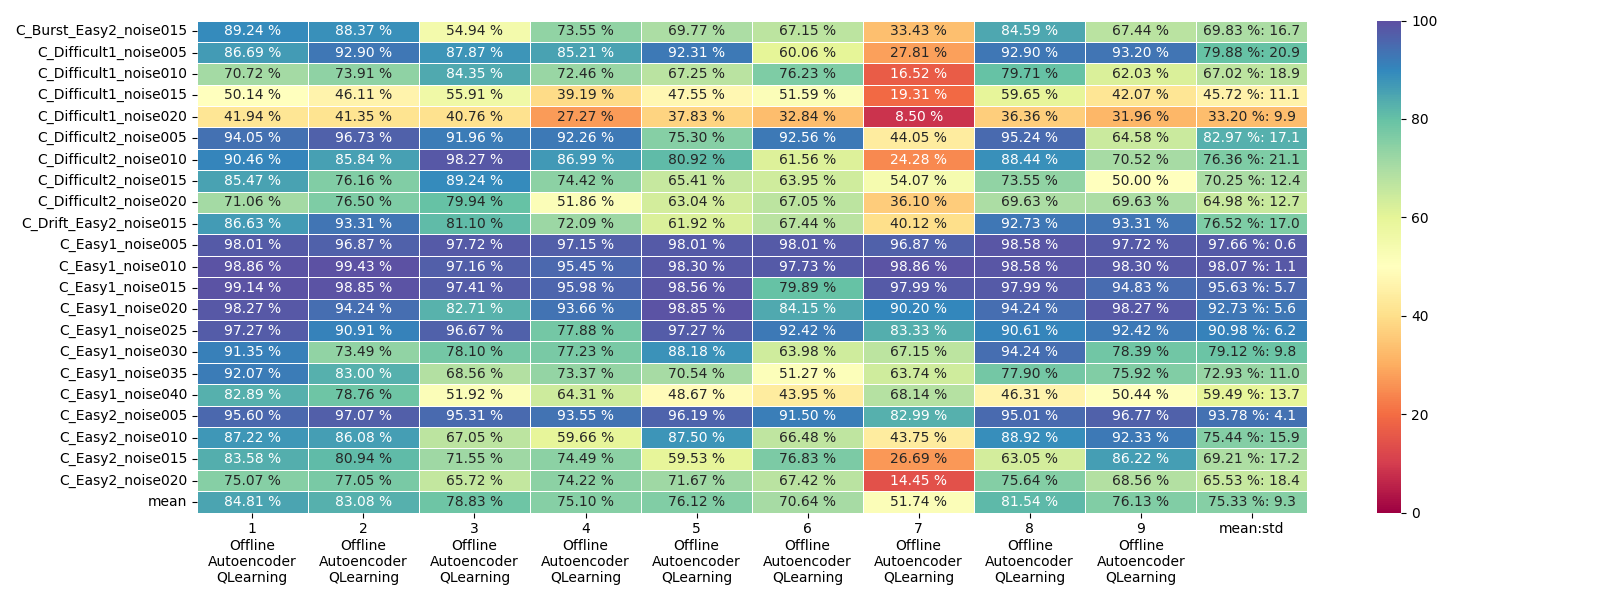 C_Burst_Easy2_noise015 89.24 % 88.37 % 54.94 % 73.55 % 69.77 % 67.15 % 33.43 % 84.59 % 67.44 % 69.83 %: 16.7
C_Difficult1_noise005 86.69 % 92.90 % 87.87 % 85.21 % 92.31 % 60.06 % 27.81 % 92.90 % 93.20 % 79.88 %: 20.9
C_Difficult1_noise010 70.72 % 73.91 % 84.35 % 72.46 % 67.25 % 76.23 % 16.52 % 79.71 % 62.03 % 67.02 %: 18.9
C_Difficult1_noise015 50.14 % 46.11 % 55.91 % 39.19 % 47.55 % 51.59 % 19.31 % 59.65 % 42.07 % 45.72 %: 11.1
C_Difficult1_noise020 41.94 % 41.35 % 40.76 % 27.27 % 37.83 % 32.84 % 8.50 % 36.36 % 31.96 % 33.20 %: 9.9
C_Difficult2_noise005 94.05 % 96.73 % 91.96 % 92.26 % 75.30 % 92.56 % 44.05 % 95.24 % 64.58 % 82.97 %: 17.1
C_Difficult2_noise010 90.46 % 85.84 % 98.27 % 86.99 % 80.92 % 61.56 % 24.28 % 88.44 % 70.52 % 76.36 %: 21.1
C_Difficult2_noise015 85.47 % 76.16 % 89.24 % 74.42 % 65.41 % 63.95 % 54.07 % 73.55 % 50.00 % 70.25 %: 12.4
C_Difficult2_noise020 71.06 % 76.50 % 79.94 % 51.86 % 63.04 % 67.05 % 36.10 % 69.63 % 69.63 % 64.98 %: 12.7
C_Drift_Easy2_noise015 86.63 % 93.31 % 81.10 % 72.09 % 61.92 % 67.44 % 40.12 % 92.73 % 93.31 % 76.52 %: 17.0
C_Easy1_noise005 98.01 % 96.87 % 97.72 % 97.15 % 98.01 % 98.01 % 96.87 % 98.58 % 97.72 % 97.66 %: 0.6
C_Easy1_noise010 98.86 % 99.43 % 97.16 % 95.45 % 98.30 % 97.73 % 98.86 % 98.58 % 98.30 % 98.07 %: 1.1
C_Easy1_noise015 99.14 % 98.85 % 97.41 % 95.98 % 98.56 % 79.89 % 97.99 % 97.99 % 94.83 % 95.63 %: 5.7
C_Easy1_noise020 98.27 % 94.24 % 82.71 % 93.66 % 98.85 % 84.15 % 90.20 % 94.24 % 98.27 % 92.73 %: 5.6
C_Easy1_noise025 97.27 % 90.91 % 96.67 % 77.88 % 97.27 % 92.42 % 83.33 % 90.61 % 92.42 % 90.98 %: 6.2
C_Easy1_noise030 91.35 % 73.49 % 78.10 % 77.23 % 88.18 % 63.98 % 67.15 % 94.24 % 78.39 % 79.12 %: 9.8
C_Easy1_noise035 92.07 % 83.00 % 68.56 % 73.37 % 70.54 % 51.27 % 63.74 % 77.90 % 75.92 % 72.93 %: 11.0
C_Easy1_noise040 82.89 % 78.76 % 51.92 % 64.31 % 48.67 % 43.95 % 68.14 % 46.31 % 50.44 % 59.49 %: 13.7
C_Easy2_noise005 95.60 % 97.07 % 95.31 % 93.55 % 96.19 % 91.50 % 82.99 % 95.01 % 96.77 % 93.78 %: 4.1
C_Easy2_noise010 87.22 % 86.08 % 67.05 % 59.66 % 87.50 % 66.48 % 43.75 % 88.92 % 92.33 % 75.44 %: 15.9
C_Easy2_noise015 83.58 % 80.94 % 71.55 % 74.49 % 59.53 % 76.83 % 26.69 % 63.05 % 86.22 % 69.21 %: 17.2
C_Easy2_noise020 75.07 % 77.05 % 65.72 % 74.22 % 71.67 % 67.42 % 14.45 % 75.64 % 68.56 % 65.53 %: 18.4
mean 84.81 % 83.08 % 78.83 % 75.10 % 76.12 % 70.64 % 51.74 % 81.54 % 76.13 % 75.33 %: 9.3
1 2 3 4 5 6 7 8 9 mean:std
Offline Offline Offline Offline Offline Offline Offline Offline Offline
Autoencoder Autoencoder Autoencoder Autoencoder Autoencoder Autoencoder Autoencoder Autoencoder Autoencoder
QLearning QLearning QLearning QLearning QLearning QLearning QLearning QLearning QLearning
100
80
60
40
20
0